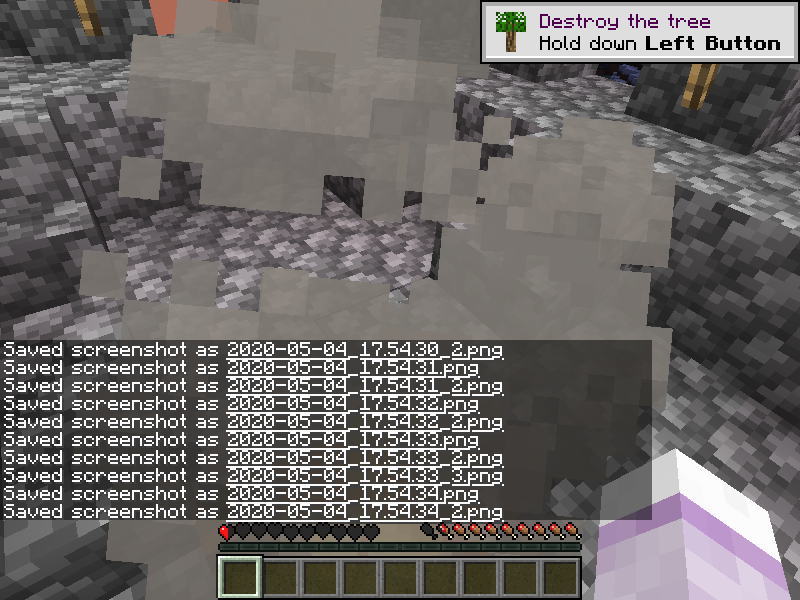 Destroy the tree
Hold down Left Button
Saved screenshot as 2020-05-04_17.54.30_2.png
Saved screenshot as 2020-05-04_17.54.31.png
Saved screenshot as 2020-05-04_17.54.31_2.png
Saved screenshot as 2020-05-04_17.54.32.png
Saved screenshot as 2020-05-04_17.54.32_2.png
Saved screenshot as 2020-05-04_17.54.33.png
Saved screenshot as 2020-05-04_17.54.33_2.png
Saved screenshot as 2020-05-04_17.54.33_3.png
Saved screenshot as 2020-05-04_17.54.34.png
Saved screenshot as 2020-05-04_17.54.34_2.png